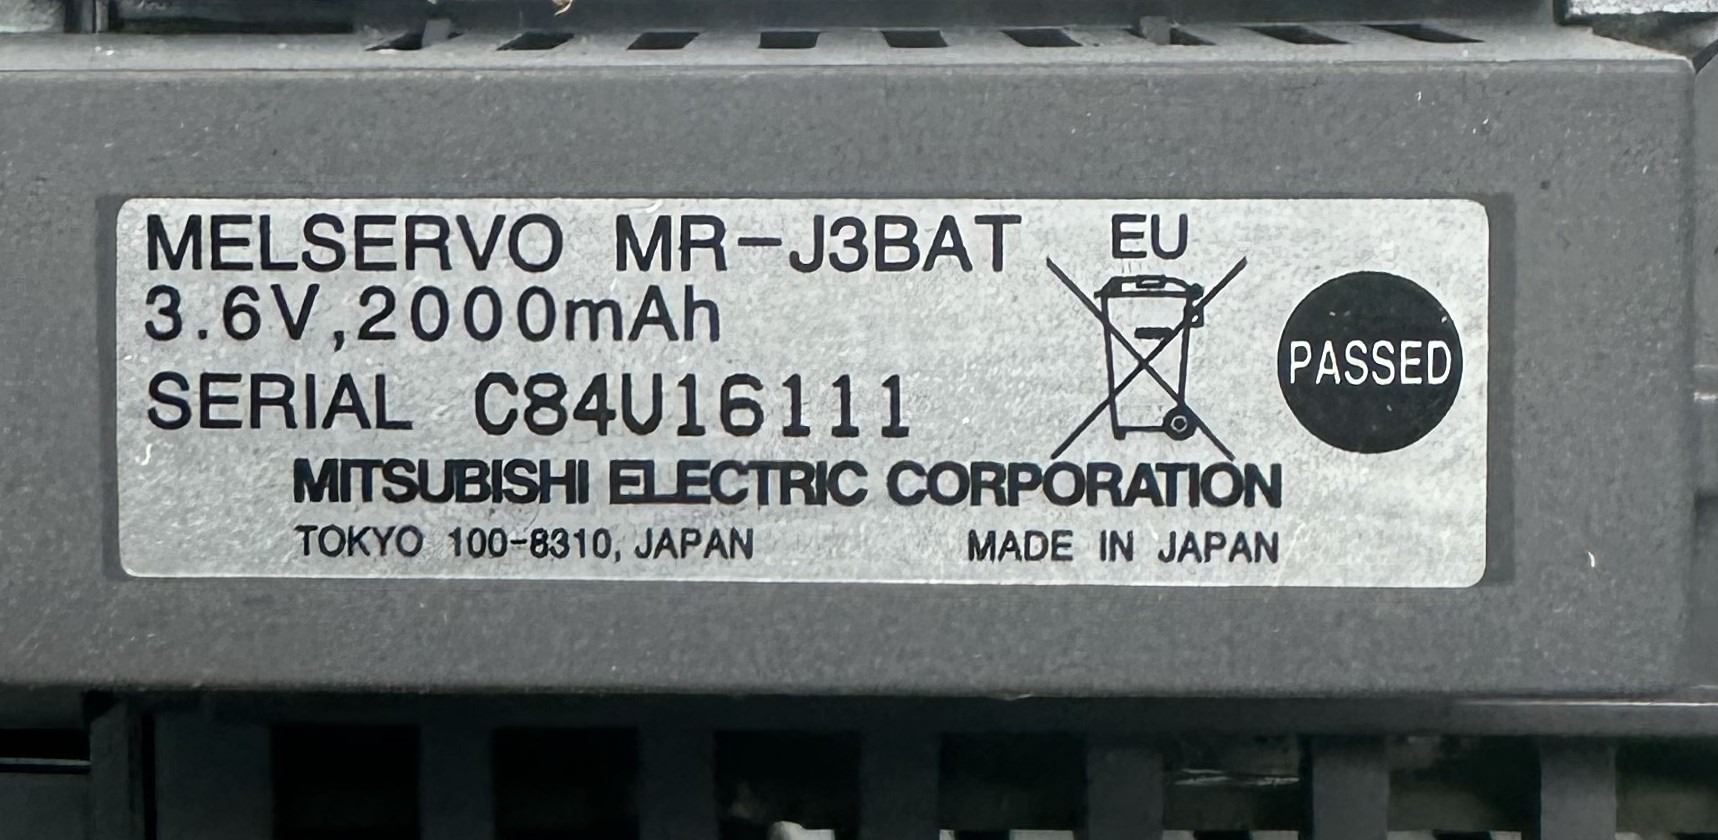 MELSERVO MR-J3BAT EU
3.6V,2000mAh
PASSED
SERIAL C84U16111
MITSUBISHI ELECTRIC CORPORATION
TOKYO 100-8310, JAPAN MADE IN JAPAN